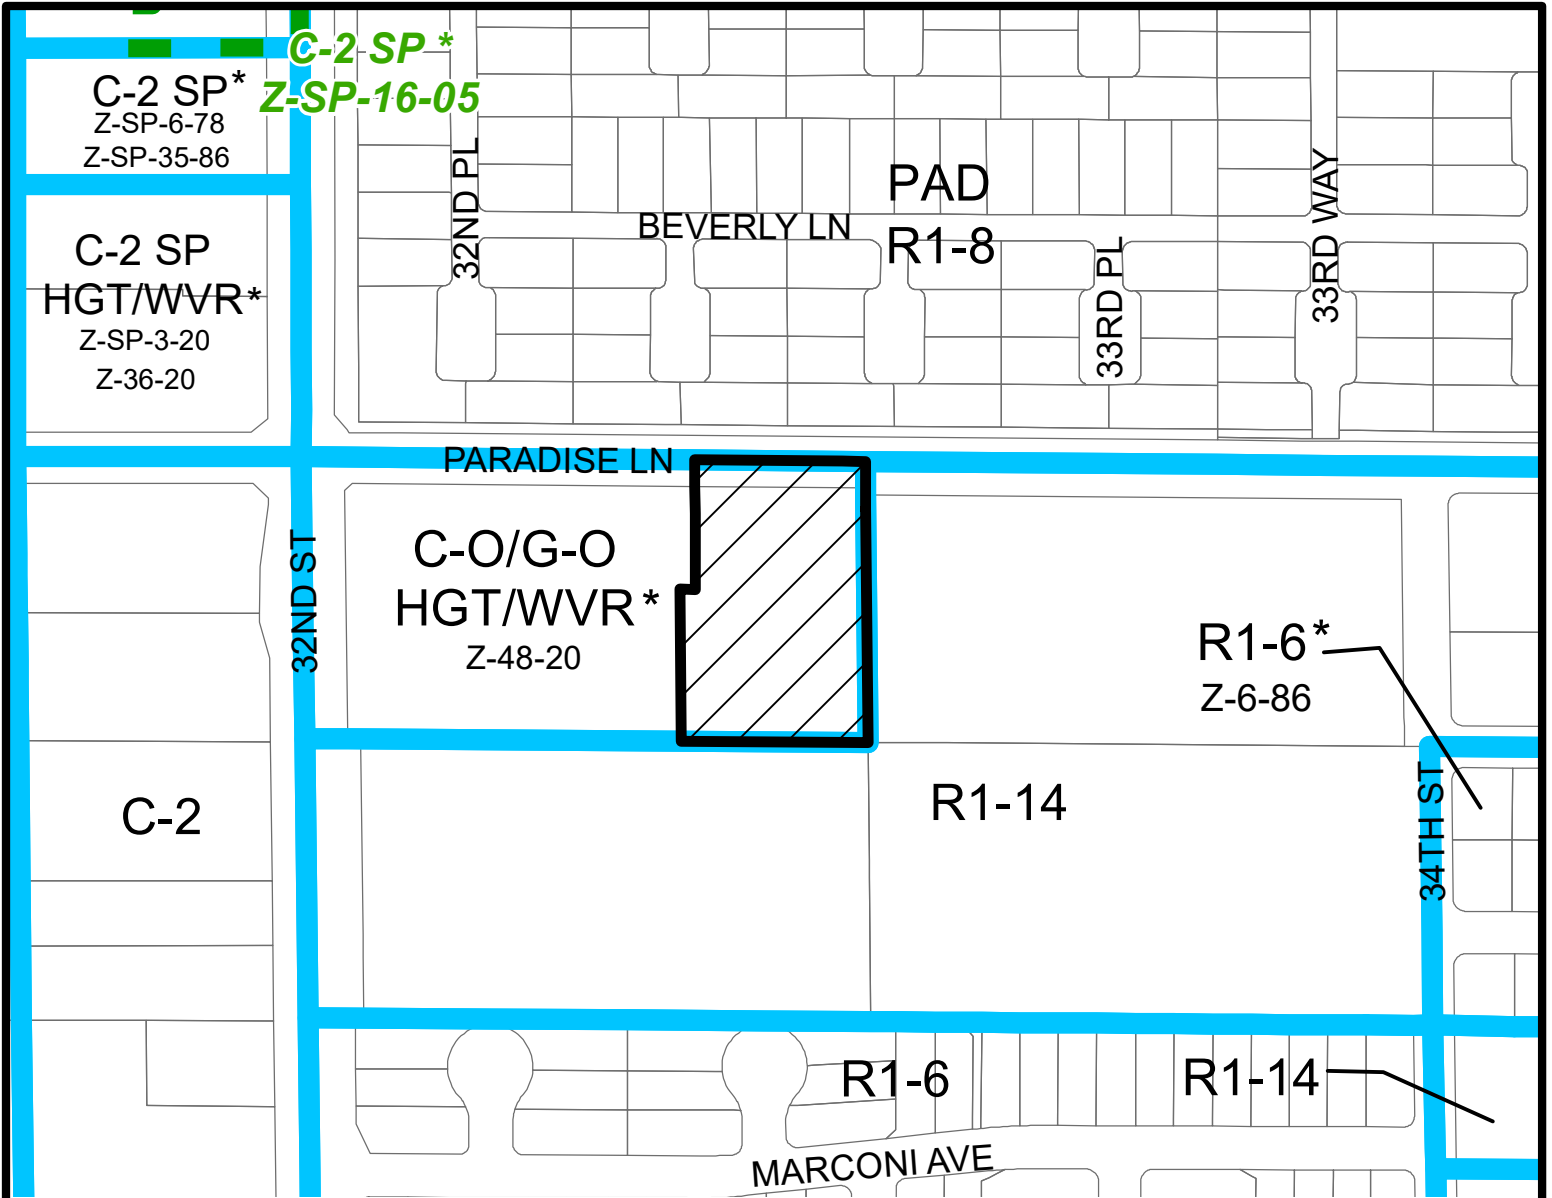 C-2 SP *
Z-SP-16-05
C-2 SP*
Z-SP-6-78
Z-SP-35-86
C-2 SP
HGT/WVR*
Z-SP-3-20
Z-36-20
32ND PL
BEVERLY LN
PAD
R1-8
33RD PL
33RD WAY
PARADISE LN
32ND ST
C-O/G-O
HGT/WVR*
Z-48-20
R1-6*
Z-6-86
C-2
R1-14
34TH ST
R1-6
R1-14
MARCONI AVE